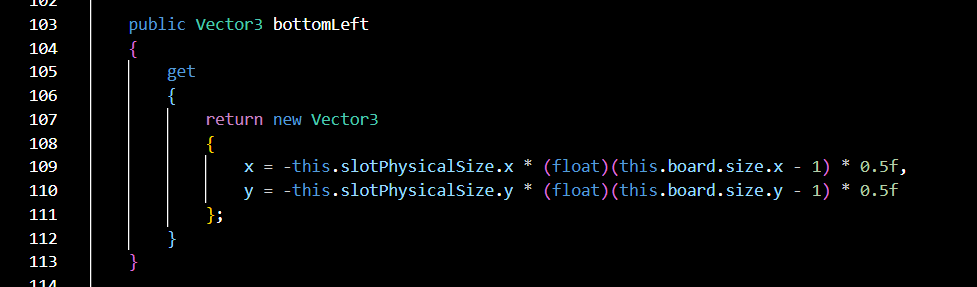 102
103 public Vector3 bottomLeft
104 {
105 get
106 {
107 return new Vector3
108 {
109 x = -this.slotPhysicalSize.x * (float)(this.board.size.x - 1) * 0.5f,
110 y = -this.slotPhysicalSize.y * (float)(this.board.size.y - 1) * 0.5f
111 };
112 }
113 }
114